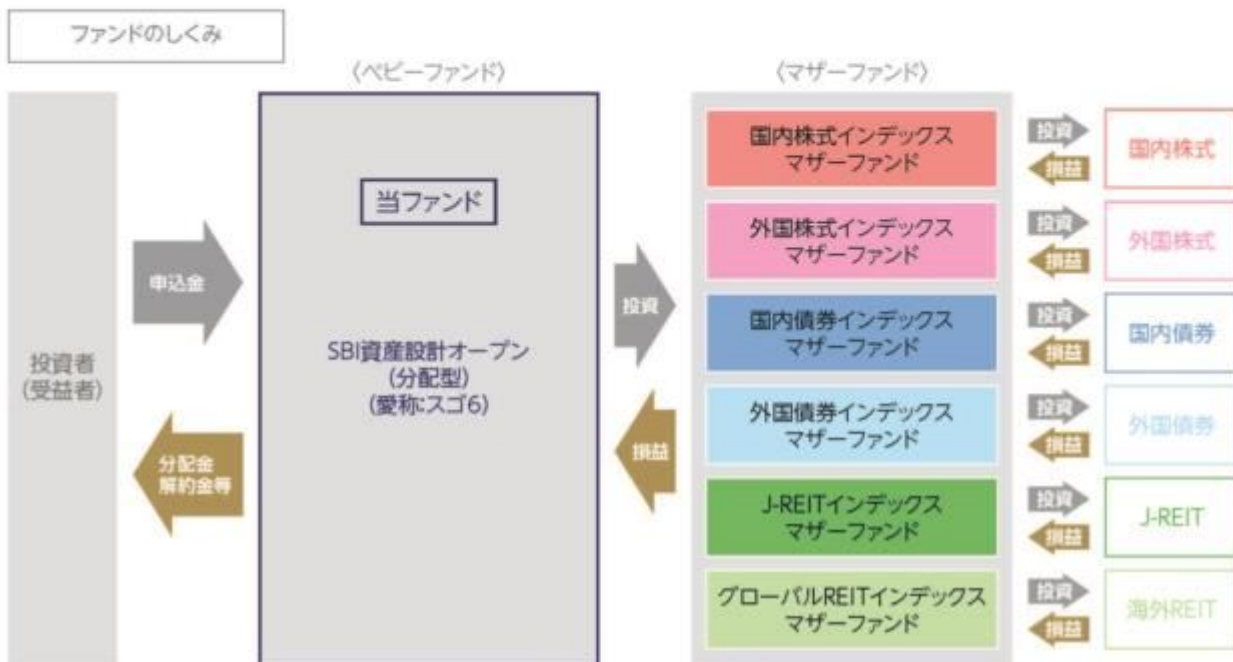 ファンドのしくみ
〈ベビーファンド〉
〈マザーファンド〉
投資者
(受益者)
申込金
分配金
解約金等
当ファンド
SBI資産設計オープン
(分配型)
(愛称:スゴ6)
投資
損益
国内株式インデックス
マザーファンド
投資
損益
国内株式
外国株式インデックス
マザーファンド
投資
損益
外国株式
国内債券インデックス
マザーファンド
投資
損益
国内債券
外国債券インデックス
マザーファンド
投資
損益
外国債券
J-REITインデックス
マザーファンド
投資
損益
J-REIT
グローバルREITインデックス
マザーファンド
投資
損益
海外REIT